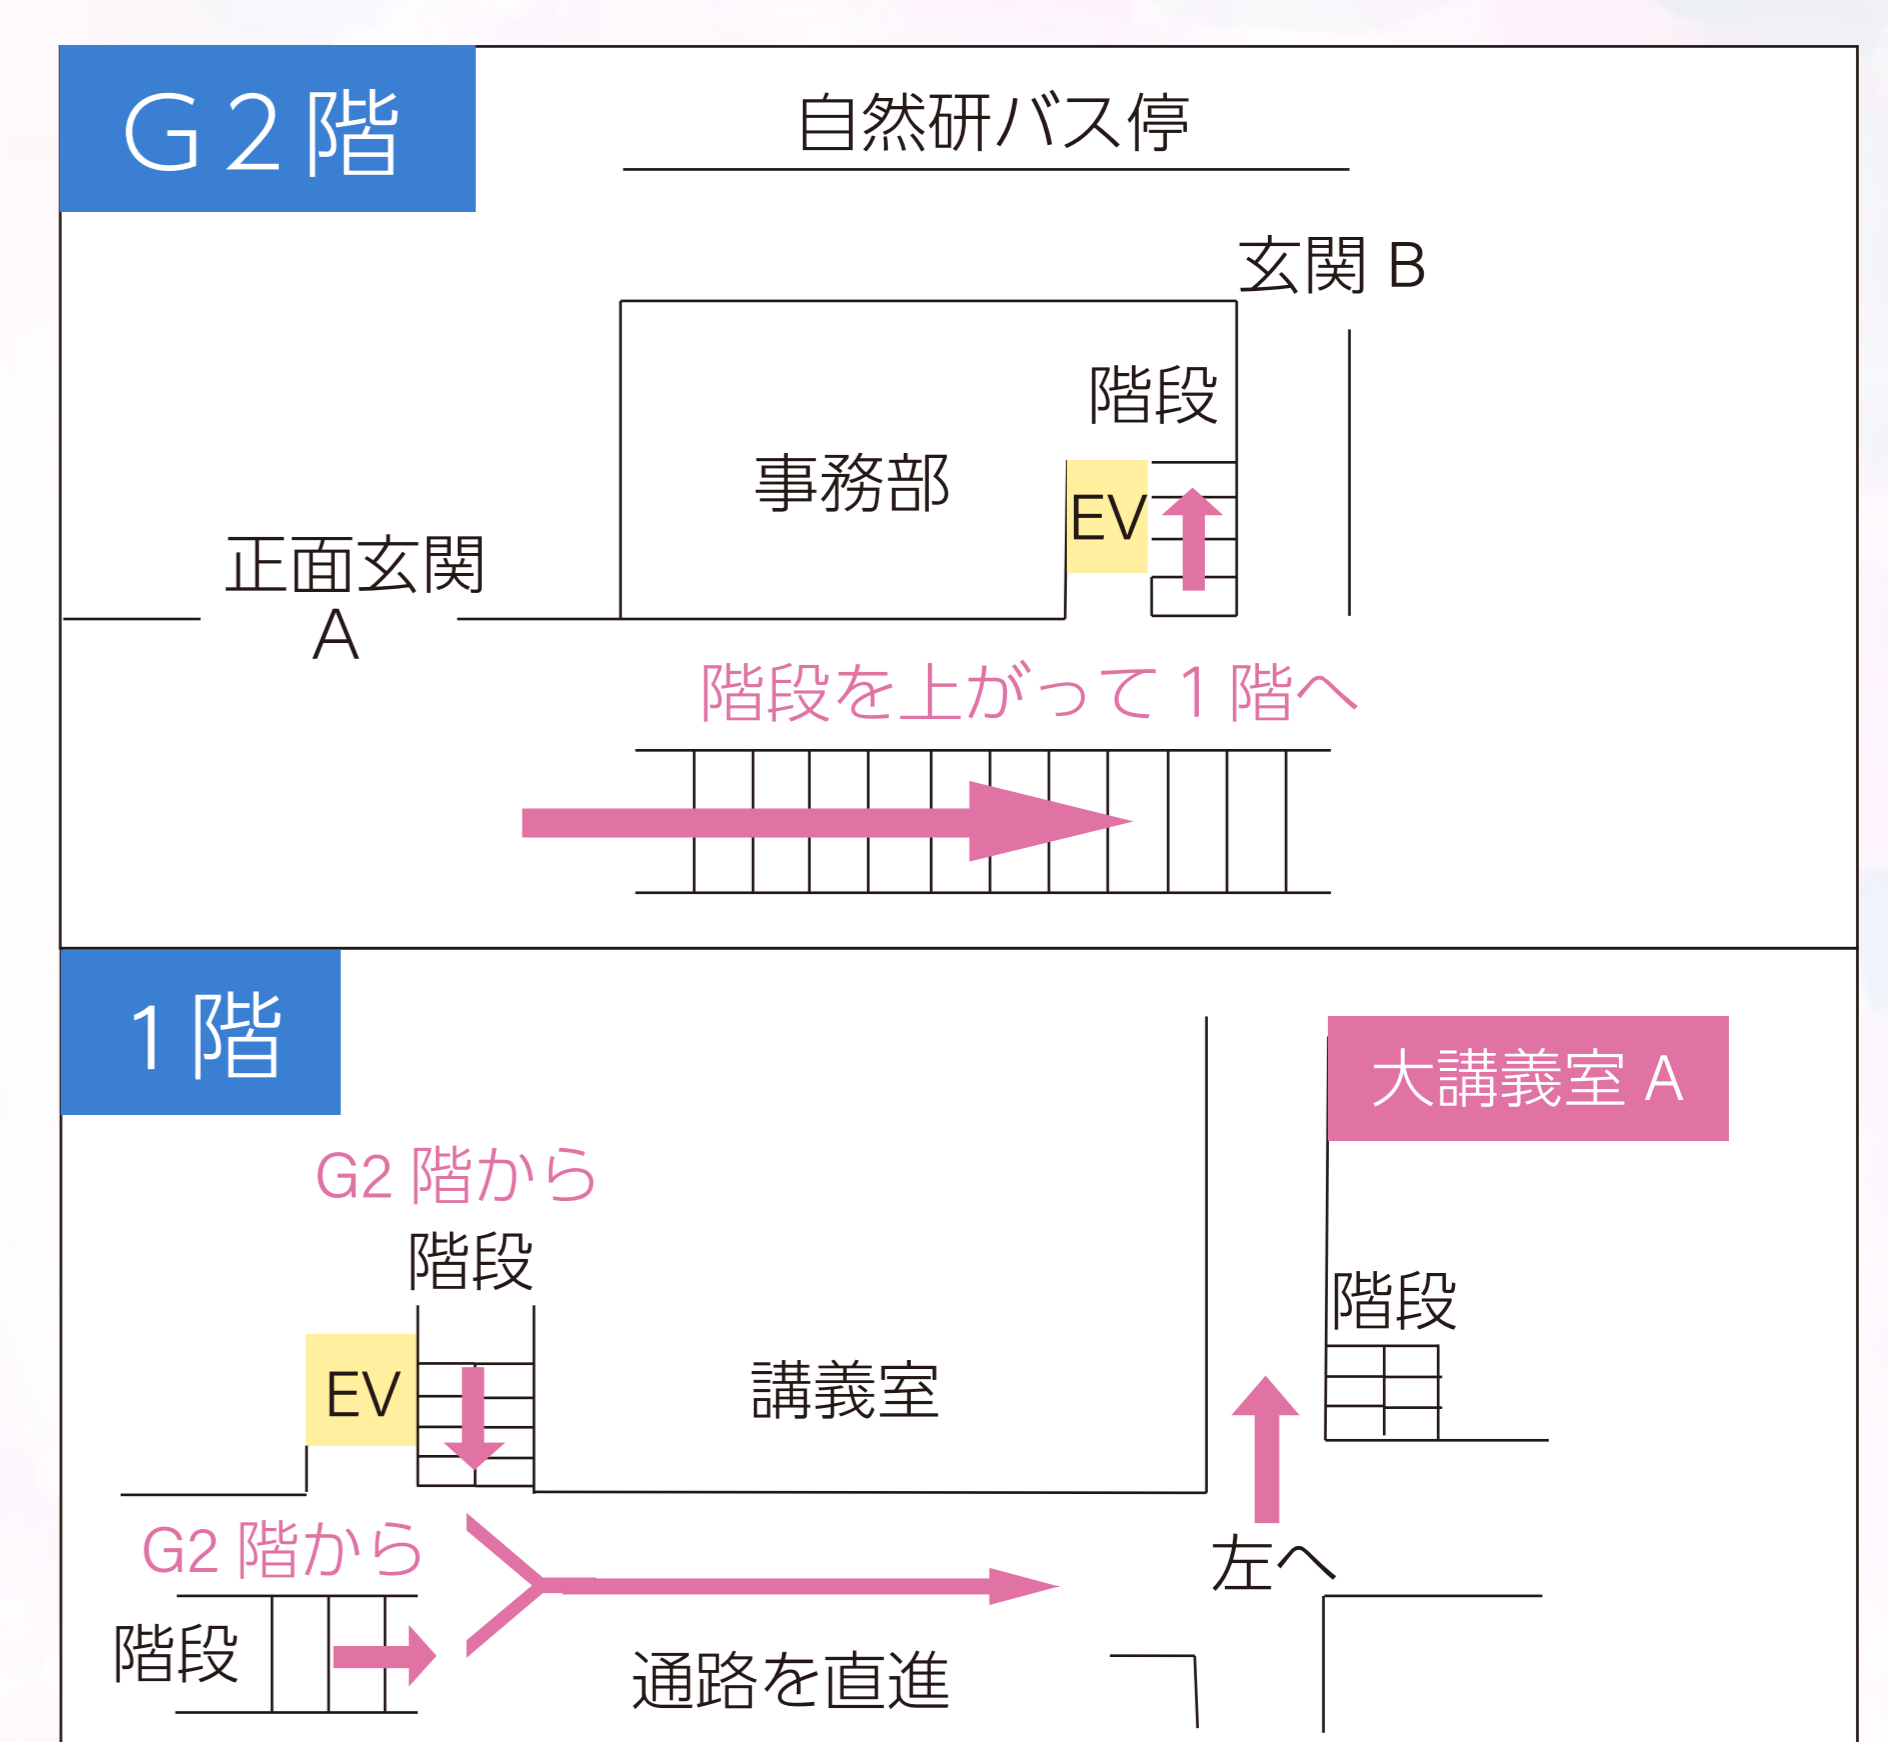 G2階
自然研バス停
玄関 B
階段
事務部
EV
正面玄関
A
階段を上がって1階へ
1階
大講義室 A
G2 階から
階段
階段
EV
講義室
G2 階から
左へ
階段
通路を直進